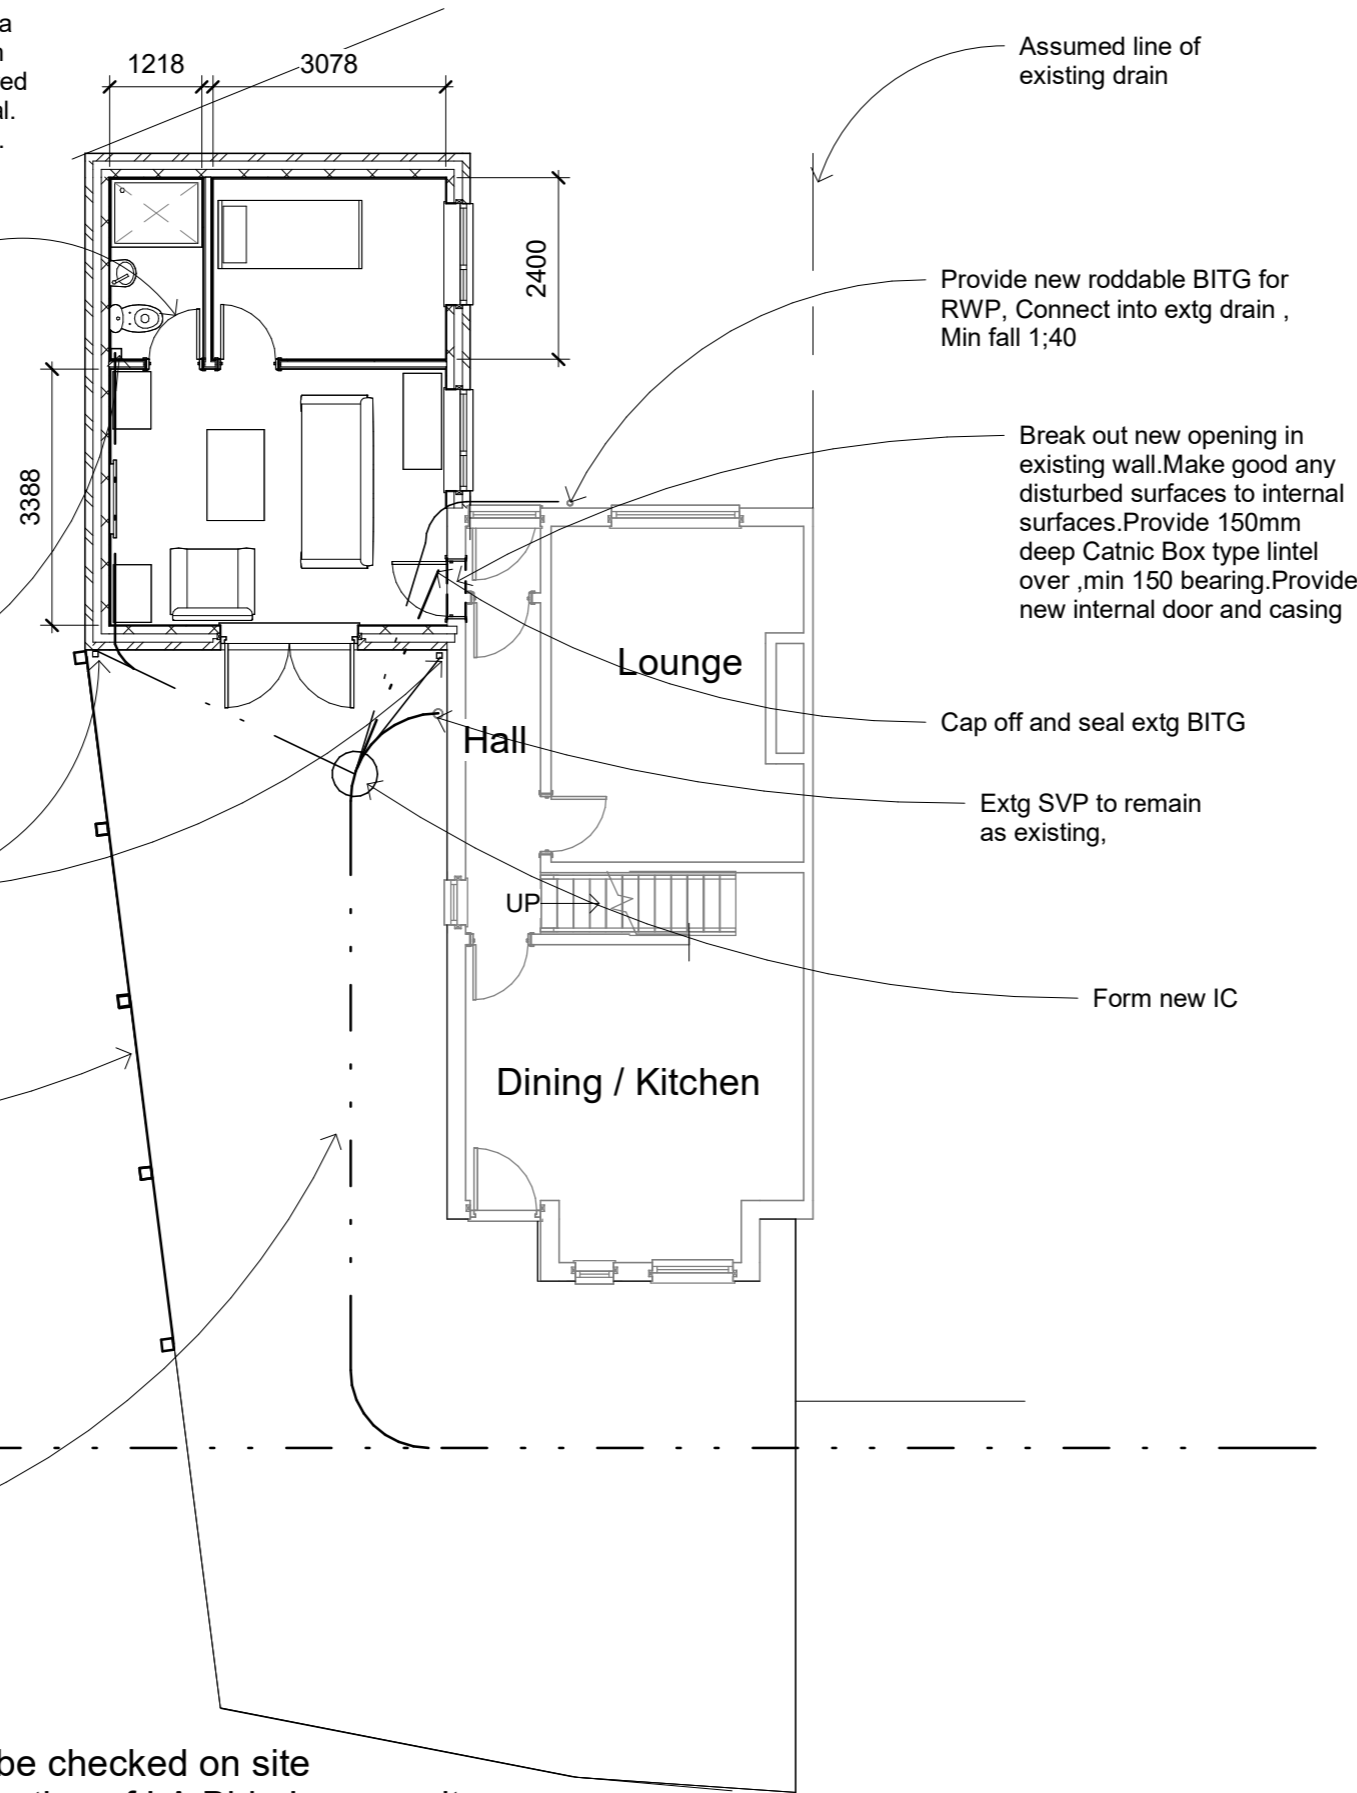 a
ed
al.
.
1218
3078
2400
3388
Assumed line of
existing drain
Provide new roddable BITG for
RWP, Connect into extg drain ,
Min fall 1;40
Break out new opening in
existing wall.Make good any
disturbed surfaces to internal
surfaces.Provide 150mm
deep Catnic Box type lintel
over ,min 150 bearing.Provide
new internal door and casing
Lounge
Cap off and seal extg BITG
Hall
Extg SVP to remain
as existing,
UP
Form new IC
Dining / Kitchen
be checked on site